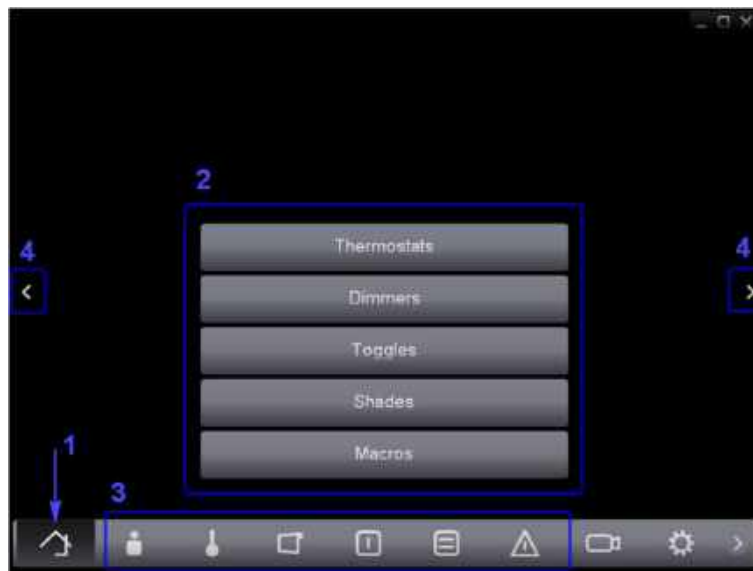 2
4
4
Thermostats
Dimmers
Toggles
Shades
Macros
1
3